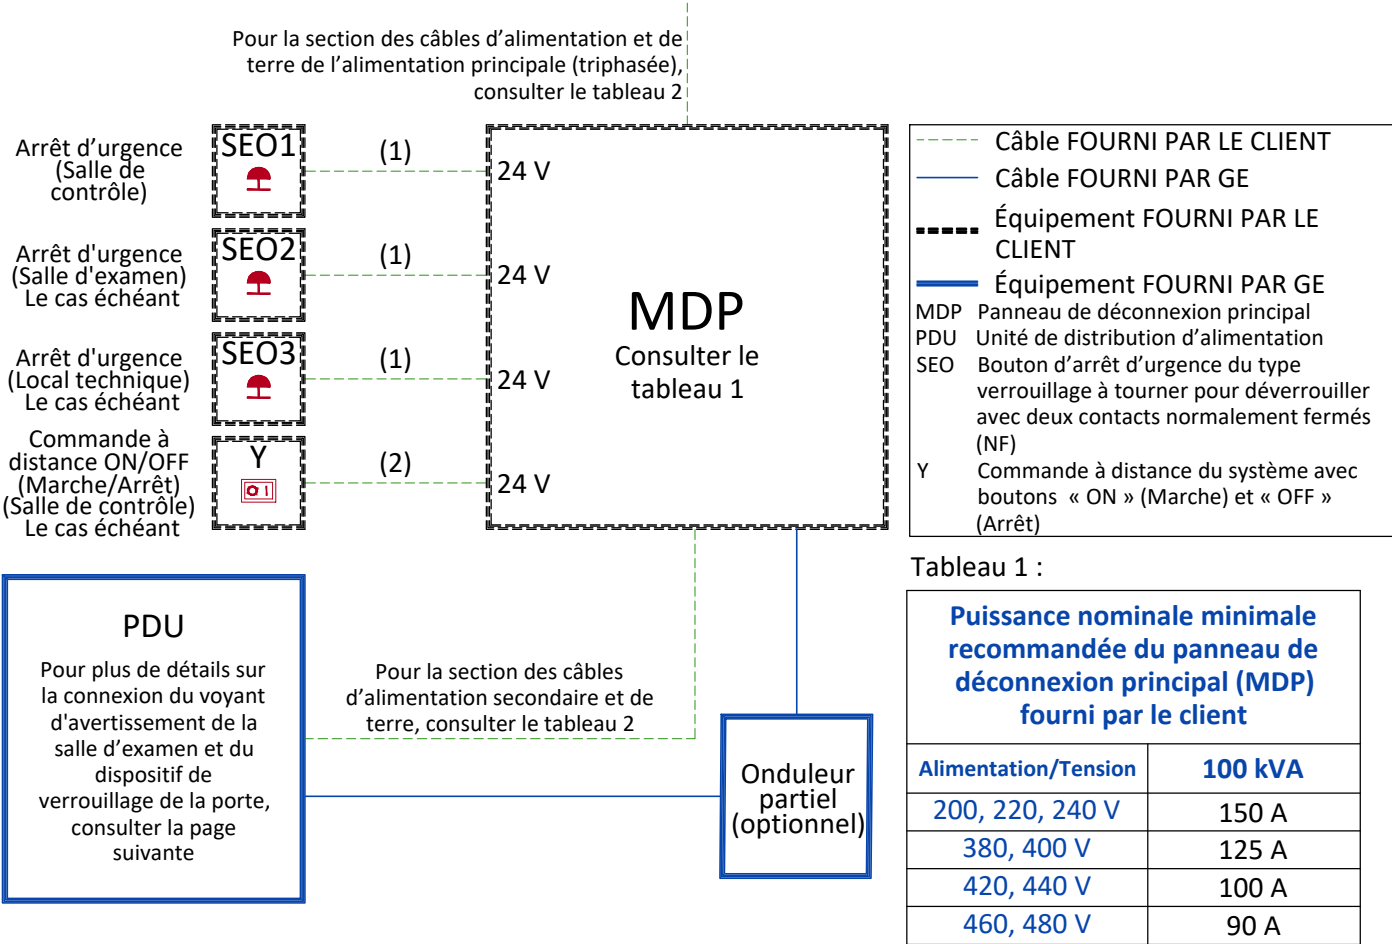 Pour la section des câbles d’alimentation et de
terre de l’alimentation principale (triphasée),
consulter le tableau 2
Arrêt d’urgence
(Salle de
contrôle)
SEO1
(1)
24 V
Arrêt d'urgence
(Salle d'examen)
Le cas échéant
SEO2
(1)
24 V
Arrêt d'urgence
(Local technique)
Le cas échéant
SEO3
(1)
24 V
Commande à
distance ON/OFF
(Marche/Arrêt)
(Salle de contrôle)
Le cas échéant
Y
(2)
24 V
MDP
Consulter le
tableau 1
Câble FOURNI PAR LE CLIENT
Câble FOURNI PAR GE
Équipement FOURNI PAR LE
CLIENT
Équipement FOURNI PAR GE
MDP Panneau de déconnexion principal
PDU Unité de distribution d’alimentation
SEO Bouton d’arrêt d’urgence du type
verrouillage à tourner pour déverrouiller
avec deux contacts normalement fermés
(NF)
Y Commande à distance du système avec
boutons « ON » (Marche) et « OFF »
(Arrêt)
PDU
Pour plus de détails sur
la connexion du voyant
d'avertissement de la
salle d’examen et du
dispositif de
verrouillage de la porte,
consulter la page
suivante
Pour la section des câbles
d’alimentation secondaire et de
terre, consulter le tableau 2
Onduleur
partiel
(optionnel)
Tableau 1 :
Puissance nominale minimale
recommandée du panneau de
déconnexion principal (MDP)
fourni par le client
Alimentation/Tension 100 kVA
200, 220, 240 V 150 A
380, 400 V 125 A
420, 440 V 100 A
460, 480 V 90 A